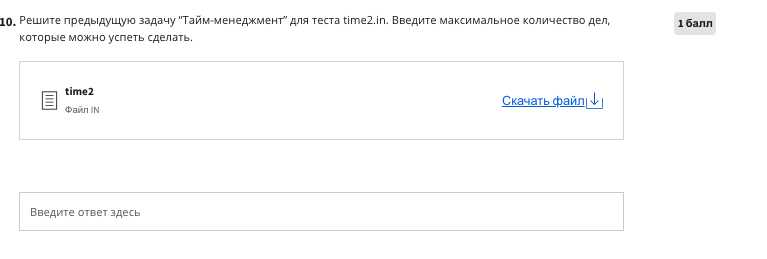 10. Решите предыдущую задачу “Тайм-менеджмент” для теста time2.in. Введите максимальное количество дел,
которые можно успеть сделать.
1 балл
time2
Файл IN
Скачать файл
Введите ответ здесь